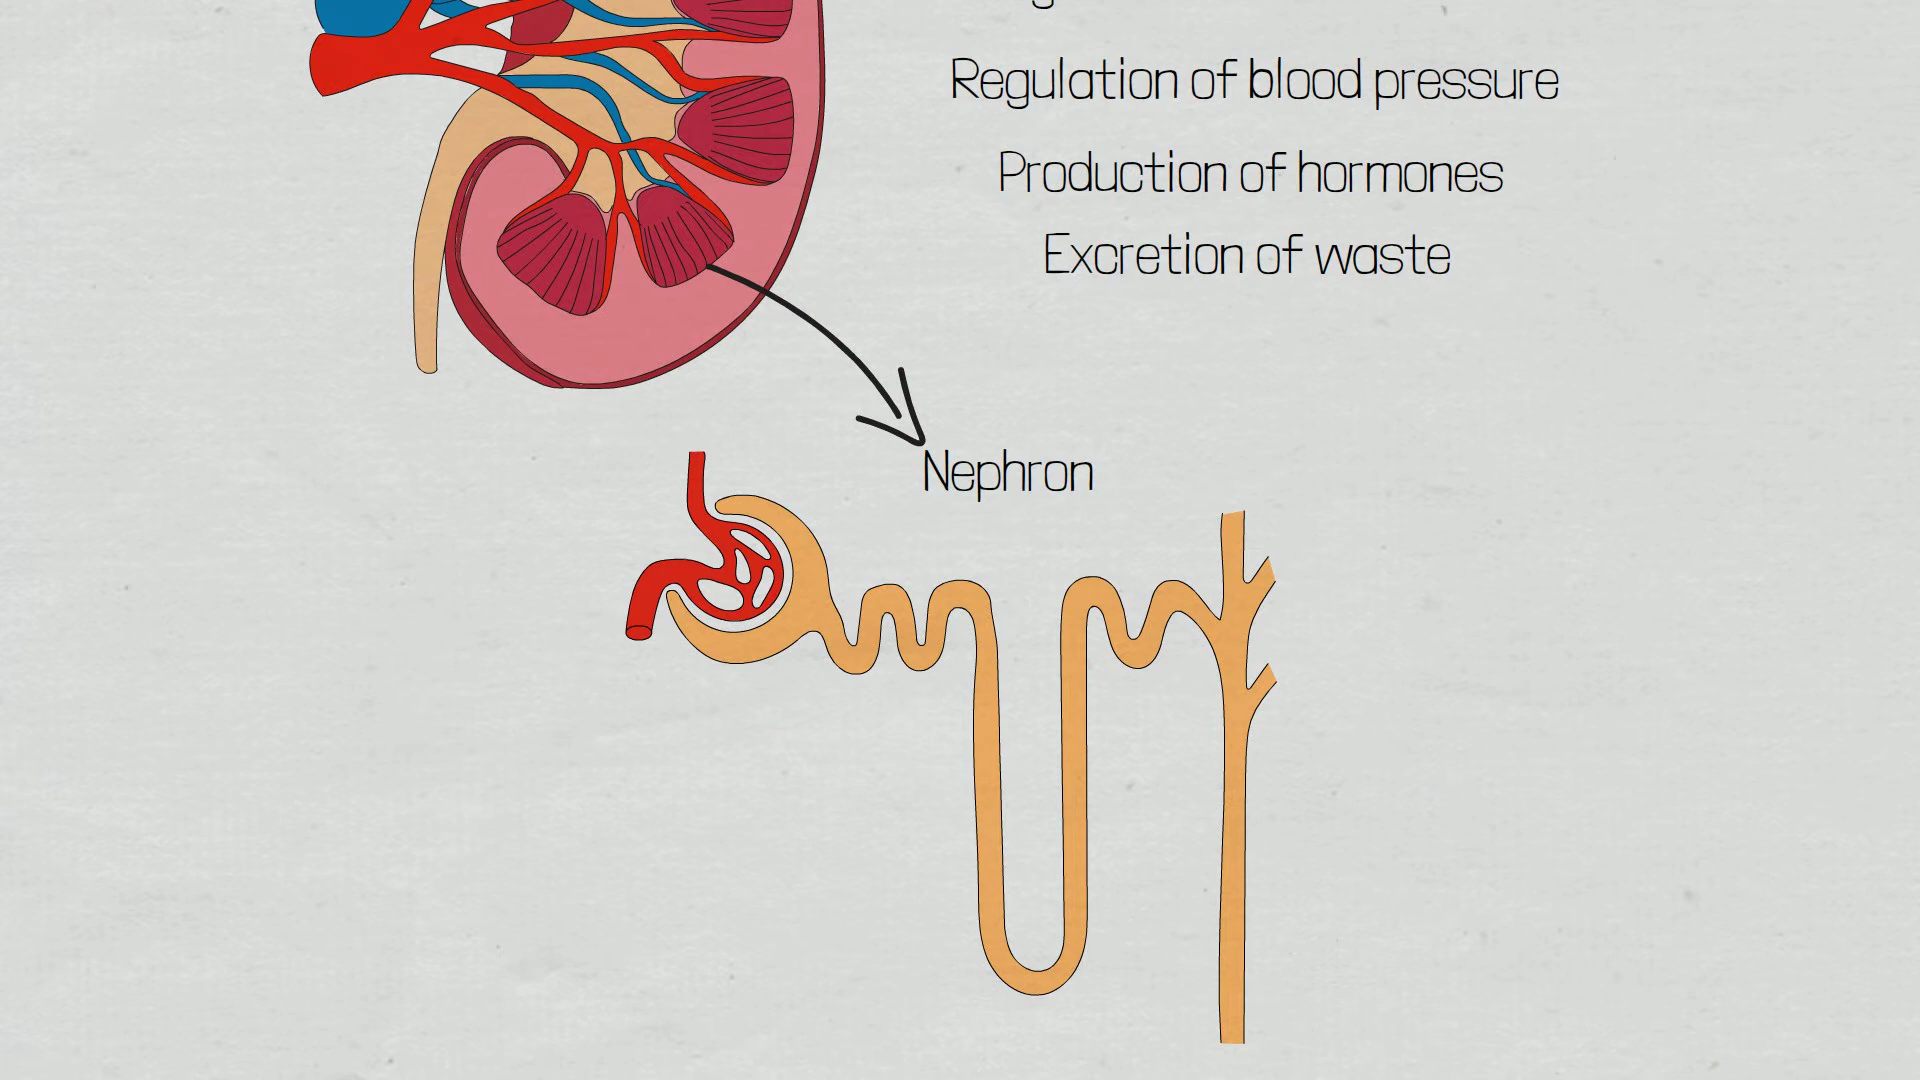 Regulation of blood pressure
Production of hormones
Excretion of waste
Nephron